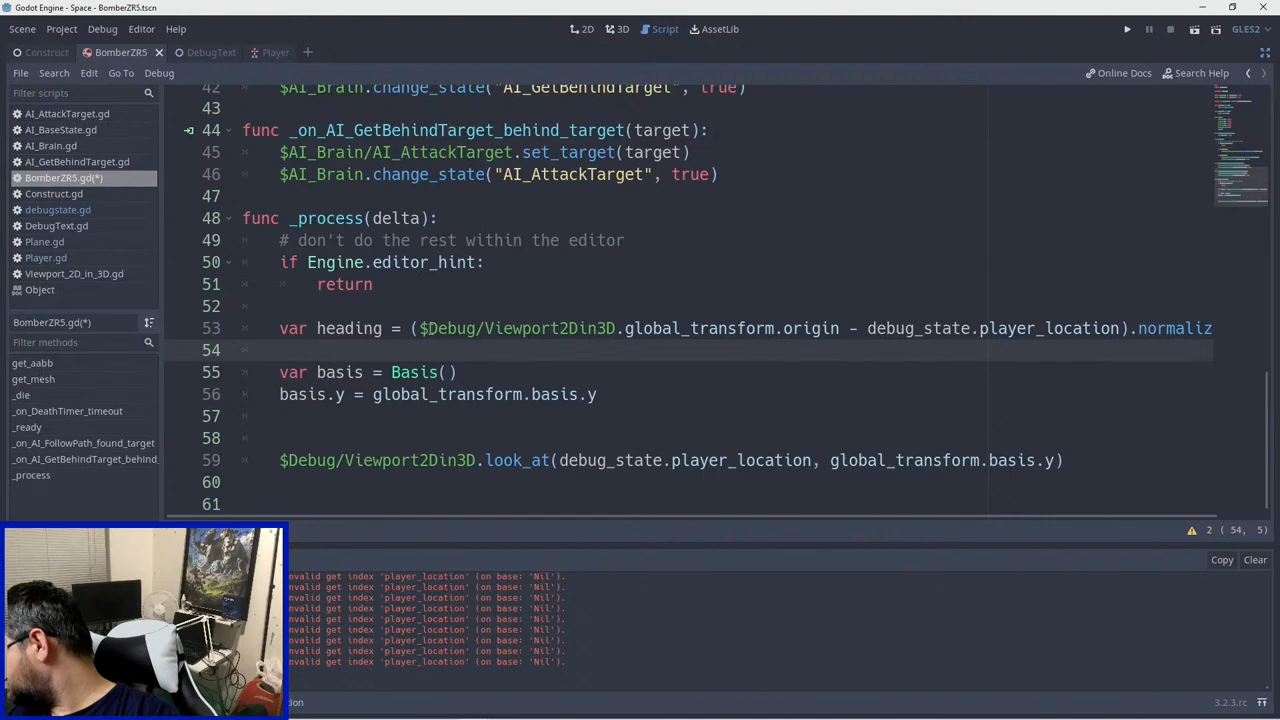 Godot Engine - Space - BomberZR5.tscn
Scene Project Debug Editor Help 2D 3D Script AssetLib GLES2
Construct BomberZR5 DebugText Player
File Search Edit Go To Debug Online Docs Search Help
Filter scripts
AI_AttackTarget.gd
AI_BaseState.gd
AI_Brain.gd
AI_GetBehindTarget.gd
BomberZR5.gd(*)
Construct.gd
debugstate.gd
DebugText.gd
Plane.gd
Player.gd
Viewport_2D_in_3D.gd
Object
BomberZR5.gd(*)
Filter methods
get_aabb
get_mesh
_die
_on_DeathTimer_timeout
_ready
_on_AI_FollowPath_found_target
_on_AI_GetBehindTarget_behind_
_process
42 $AI_Brain.change_state("AI_GetBehindTarget", true)
43
44 func _on_AI_GetBehindTarget_behind_target(target):
45 $AI_Brain/AI_AttackTarget.set_target(target)
46 $AI_Brain.change_state("AI_AttackTarget", true)
47
48 func _process(delta):
49 # don't do the rest within the editor
50 if Engine.editor_hint:
51 return
52
53 var heading = ($Debug/Viewport2Din3D.global_transform.origin - debug_state.player_location).normaliz
54
55 var basis = Basis()
56 basis.y = global_transform.basis.y
57
58
59 $Debug/Viewport2Din3D.look_at(debug_state.player_location, global_transform.basis.y)
60
61
2 ( 54, 5)
Copy Clear
nvalid get index 'player_location' (on base: 'Nil').
nvalid get index 'player_location' (on base: 'Nil').
nvalid get index 'player_location' (on base: 'Nil').
nvalid get index 'player_location' (on base: 'Nil').
nvalid get index 'player_location' (on base: 'Nil').
nvalid get index 'player_location' (on base: 'Nil').
nvalid get index 'player_location' (on base: 'Nil').
nvalid get index 'player_location' (on base: 'Nil').
nvalid get index 'player_location' (on base: 'Nil').
tion 3.2.3.rc